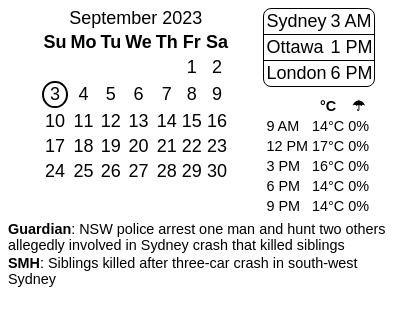 September 2023
Su Mo Tu We Th Fr Sa
1 2
3 4 5 6 7 8 9
10 11 12 13 14 15 16
17 18 19 20 21 22 23
24 25 26 27 28 29 30
Sydney 3 AM
Ottawa 1 PM
London 6 PM
°C ☂
9 AM 14°C 0%
12 PM 17°C 0%
3 PM 16°C 0%
6 PM 14°C 0%
9 PM 14°C 0%
Guardian: NSW police arrest one man and hunt two others
allegedly involved in Sydney crash that killed siblings
SMH: Siblings killed after three-car crash in south-west
Sydney